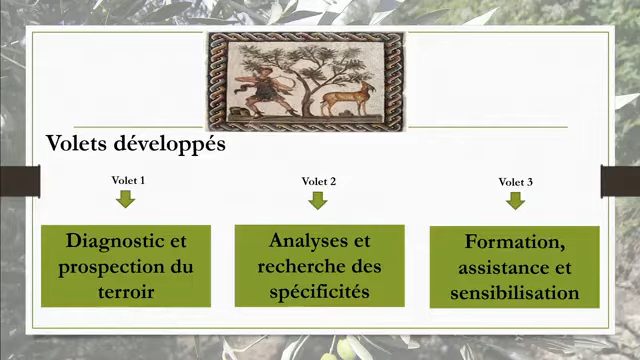 Volets développés
Volet 1
Volet 2
Volet 3
Diagnostic et
prospection du
terroir
Analyses et
recherche des
spécificités
Formation,
assistance et
sensibilisation